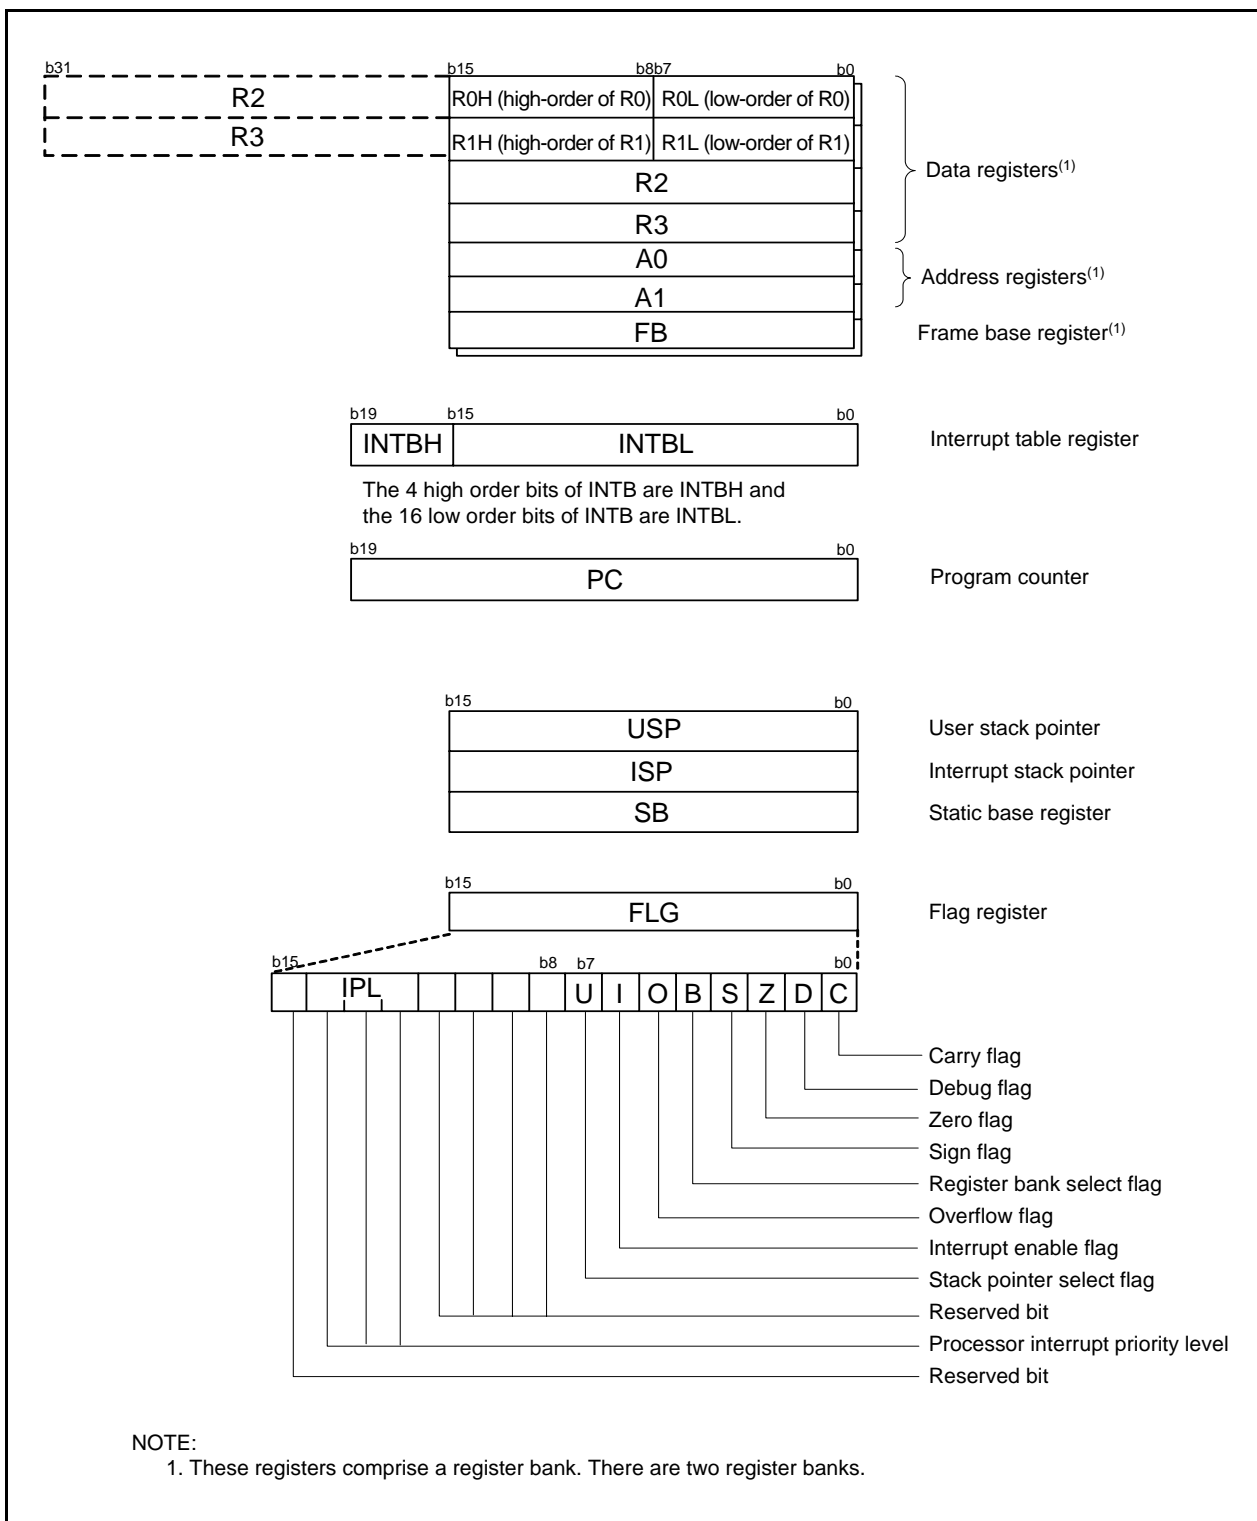 b31 b15 b8b7 b0
R2 R0H (high-order of R0) R0L (low-order of R0)
R3 R1H (high-order of R1) R1L (low-order of R1)
Data registers(1)
R2
R3
A0
Address registers(1)
A1
FB Frame base register(1)
b19 b15 b0
INTBH INTBL Interrupt table register
The 4 high order bits of INTB are INTBH and
the 16 low order bits of INTB are INTBL.
b19 b0
PC Program counter
b15 b0
USP User stack pointer
ISP Interrupt stack pointer
SB Static base register
b15 b0
FLG Flag register
b15 b8 b7 b0
IPL U I O B S Z D C
Carry flag
Debug flag
Zero flag
Sign flag
Register bank select flag
Overflow flag
Interrupt enable flag
Stack pointer select flag
Reserved bit
Processor interrupt priority level
Reserved bit
NOTE:
1. These registers comprise a register bank. There are two register banks.